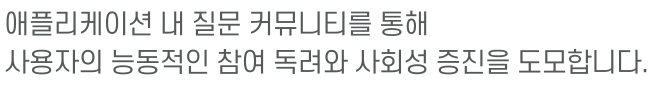 애플리케이션 내 질문 커뮤니티를 통해
사용자의 능동적인 참여 독려와 사회성 증진을 도모합니다.